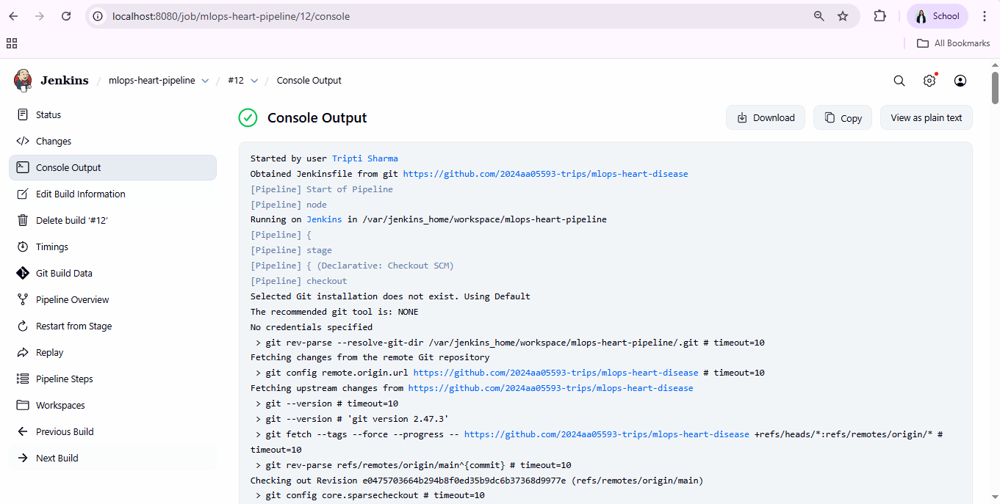 localhost:8080/job/mlops-heart-pipeline/12/console
School
All Bookmarks
Jenkins / mlops-heart-pipeline / #12 / Console Output
Status
Changes
Console Output
Edit Build Information
Delete build ‘#12’
Timings
Git Build Data
Pipeline Overview
Restart from Stage
Replay
Pipeline Steps
Workspaces
Previous Build
Next Build
Console Output
Download
Copy
View as plain text
Started by user Tripti Sharma
Obtained Jenkinsfile from git https://github.com/2024aa05593-trips/mlops-heart-disease
[Pipeline] Start of Pipeline
[Pipeline] node
Running on Jenkins in /var/jenkins_home/workspace/mlops-heart-pipeline
[Pipeline] {
[Pipeline] stage
[Pipeline] { (Declarative: Checkout SCM)
[Pipeline] checkout
Selected Git installation does not exist. Using Default
The recommended git tool is: NONE
No credentials specified
> git rev-parse --resolve-git-dir /var/jenkins_home/workspace/mlops-heart-pipeline/.git # timeout=10
Fetching changes from the remote Git repository
> git config remote.origin.url https://github.com/2024aa05593-trips/mlops-heart-disease # timeout=10
Fetching upstream changes from https://github.com/2024aa05593-trips/mlops-heart-disease
> git --version # timeout=10
> git --version # 'git version 2.47.3'
> git fetch --tags --force --progress -- https://github.com/2024aa05593-trips/mlops-heart-disease +refs/heads/*:refs/remotes/origin/* #
timeout=10
> git rev-parse refs/remotes/origin/main^{commit} # timeout=10
Checking out Revision e0475703664b294b8f0ed35b9dc6b37368d9977e (refs/remotes/origin/main)
> git config core.sparsecheckout # timeout=10